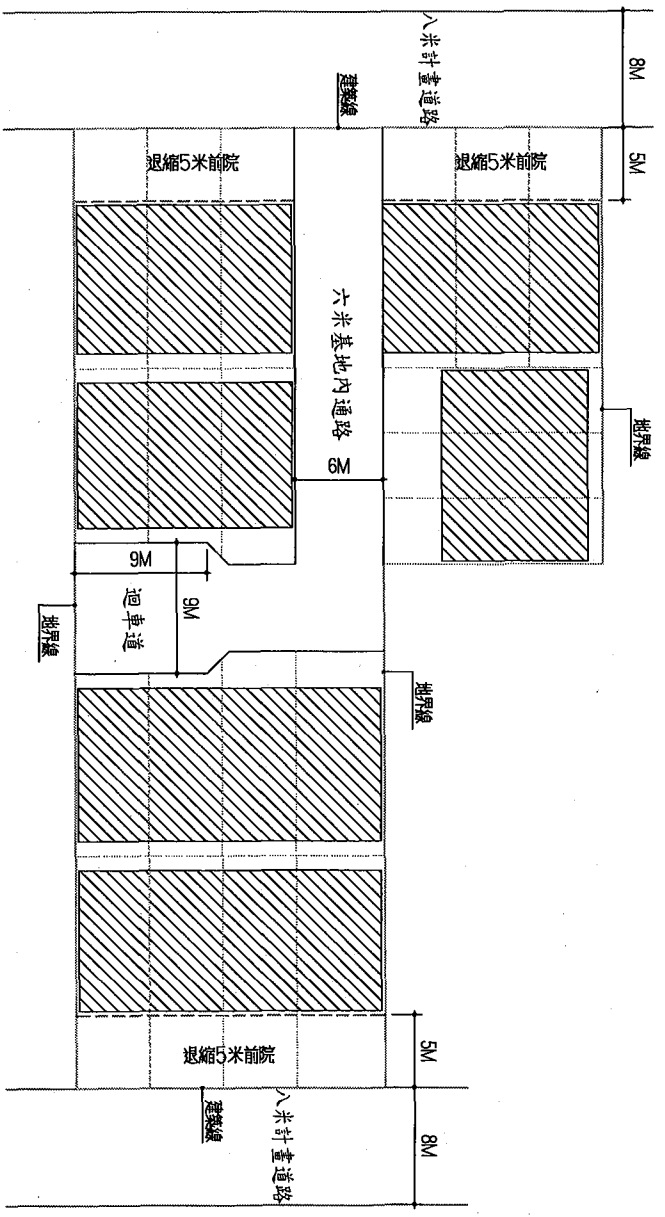 八米計畫道路
8M
建築線
退縮5米前院
退縮5米前院
5M
六米基地內通路
地界線
6M
9M
9M
迴車道
地界線
地界線
退縮5米前院
5M
建築線
八米計畫道路
8M